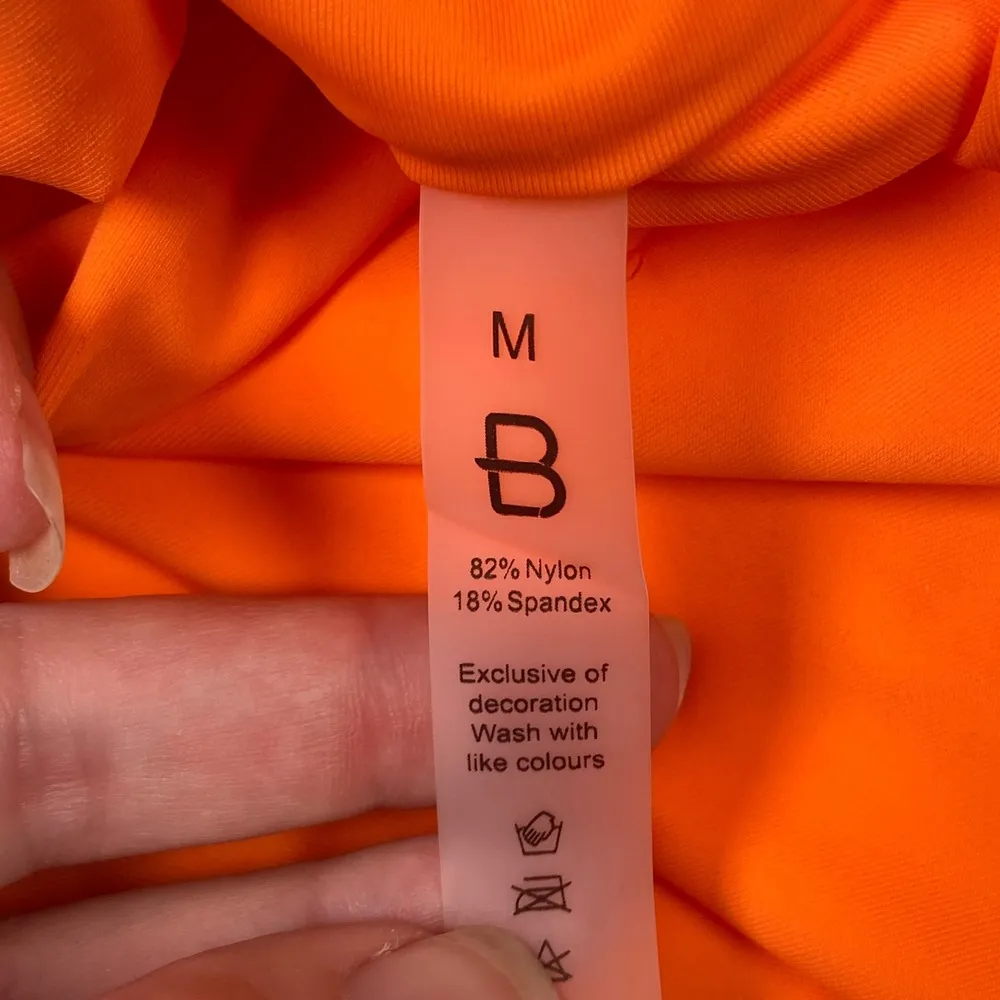 M
B
82% Nylon
18% Spandex
Exclusive of
decoration
Wash with
like colours